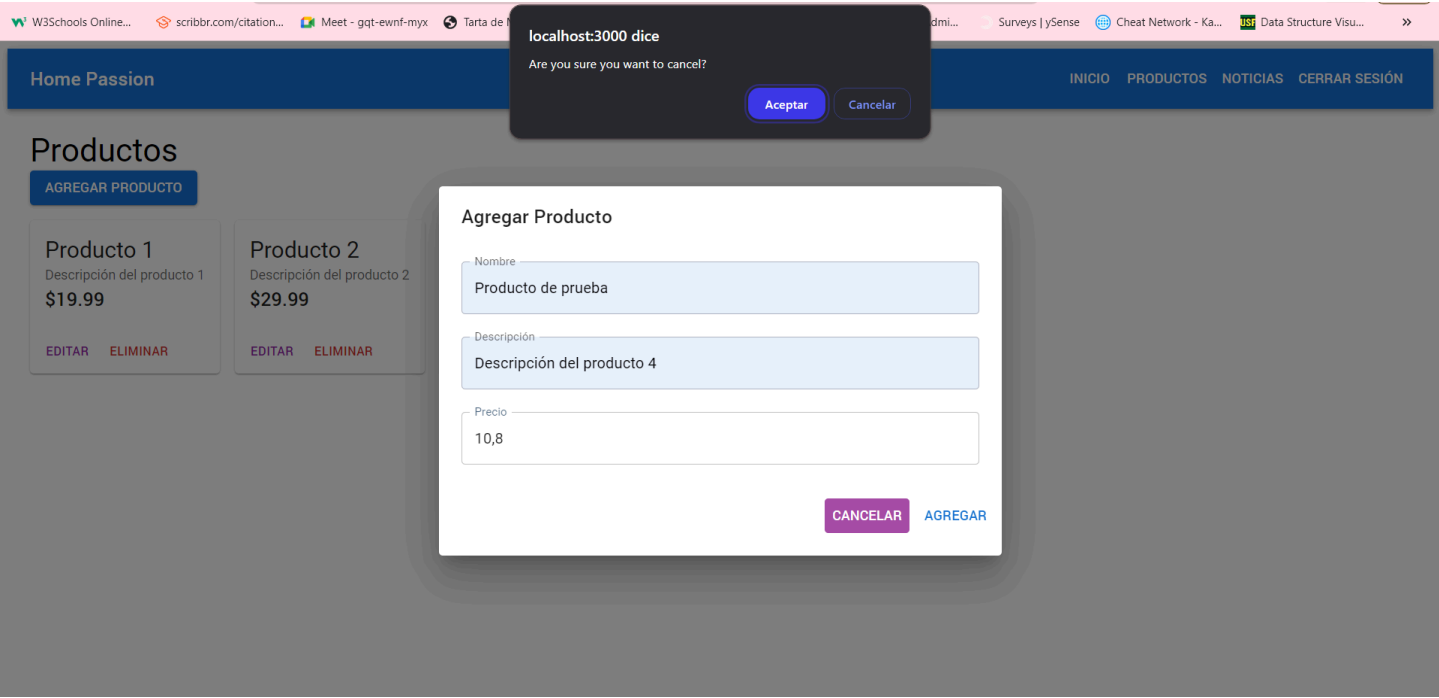 W3Schools Online...
scribbr.com/citation...
Meet - gqt-ewnf-myx
Tarta de
Surveys | ySense
Cheat Network - Ka...
USF Data Structure Visu...
»
localhost:3000 dice
Are you sure you want to cancel?
Aceptar
Cancelar
Home Passion
INICIO PRODUCTOS NOTICIAS CERRAR SESIÓN
Productos
AGREGAR PRODUCTO
Producto 1
Descripción del producto 1
$19.99
EDITAR ELIMINAR
Producto 2
Descripción del producto 2
$29.99
EDITAR ELIMINAR
Agregar Producto
Nombre
Producto de prueba
Descripción
Descripción del producto 4
Precio
10,8
CANCELAR AGREGAR